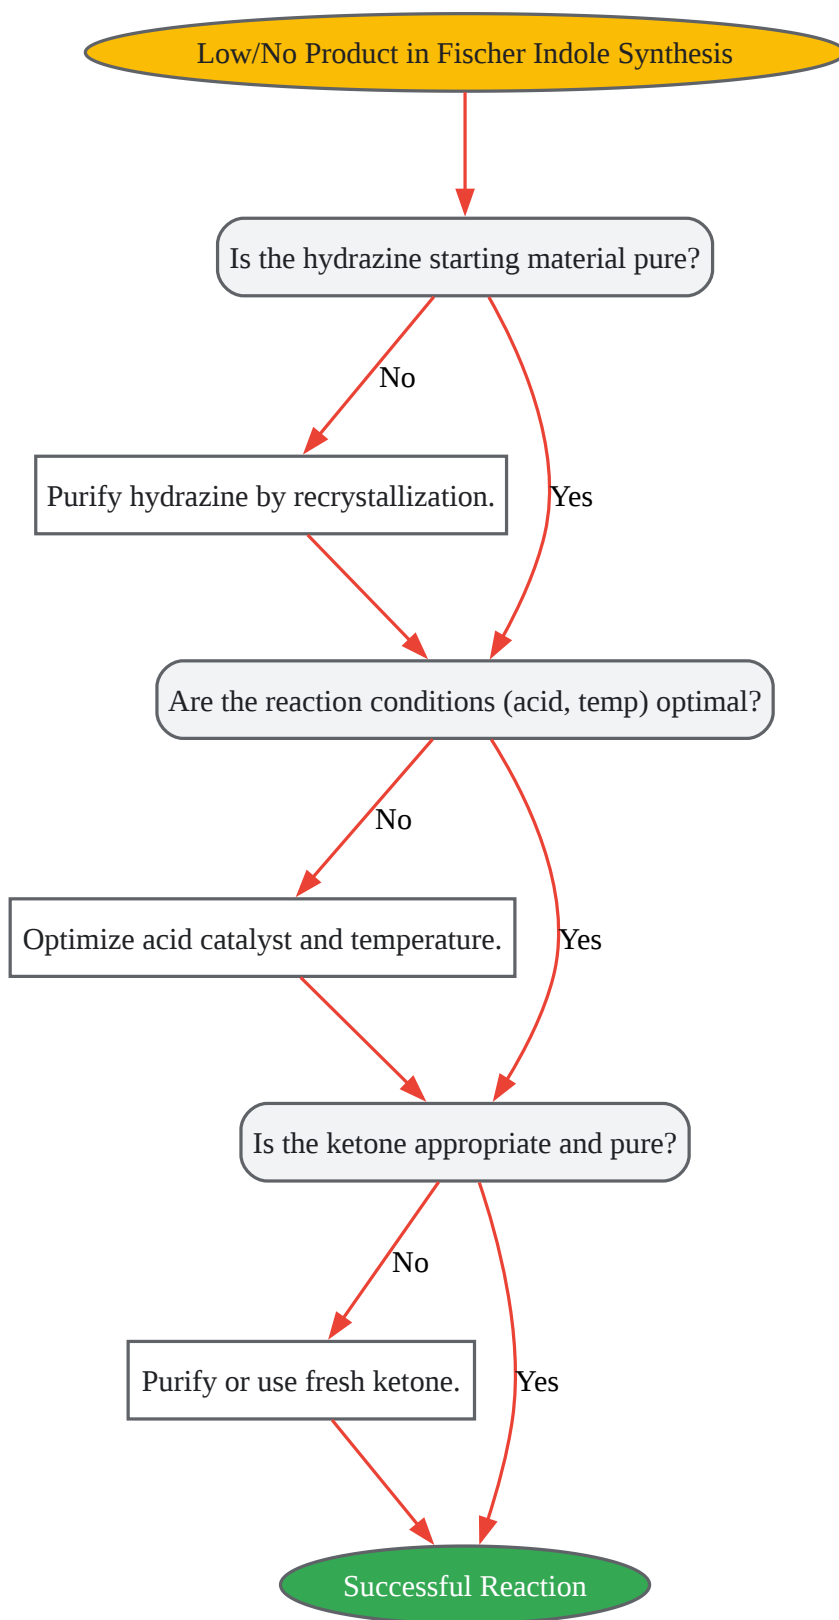 Low/No Product in Fischer Indole Synthesis
Is the hydrazine starting material pure?
No
Purify hydrazine by recrystallization.
Yes
Are the reaction conditions (acid, temp) optimal?
No
Optimize acid catalyst and temperature.
Yes
Is the ketone appropriate and pure?
No
Purify or use fresh ketone.
Yes
Successful Reaction